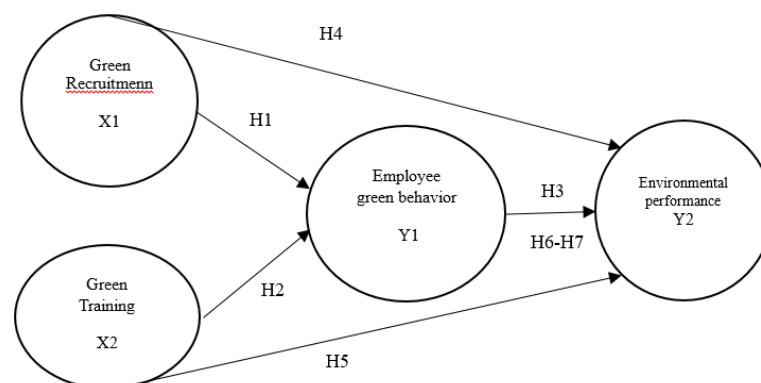 H4
Green
Recruitmenn
X1
H1
Employee
green behavior
Y1
H3
H6-H7
Environmental
performance
Y2
Green
Training
X2
H2
H5